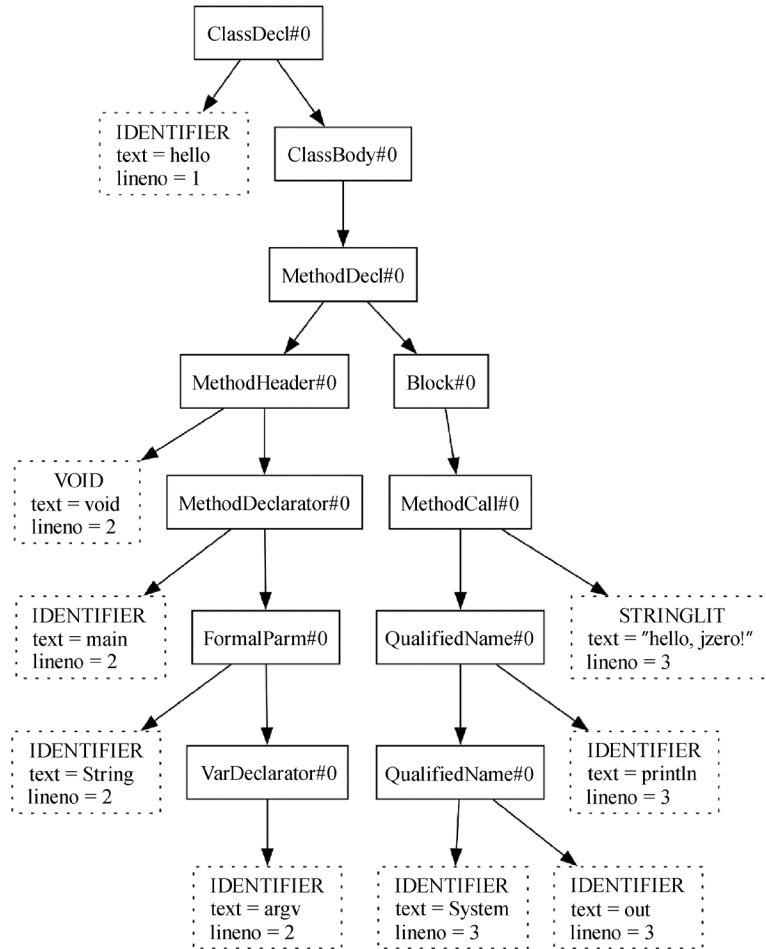 ClassDecl#0
IDENTIFIER
text = hello
lineno = 1
ClassBody#0
MethodDecl#0
MethodHeader#0
Block#0
VOID
text = void
lineno = 2
MethodDeclarator#0
MethodCall#0
IDENTIFIER
text = main
lineno = 2
FormalParm#0
QualifiedName#0
STRINGLIT
text = "hello, jzero!"
lineno = 3
IDENTIFIER
text = String
lineno = 2
VarDeclarator#0
QualifiedName#0
IDENTIFIER
text = println
lineno = 3
IDENTIFIER
text = argv
lineno = 2
IDENTIFIER
text = System
lineno = 3
IDENTIFIER
text = out
lineno = 3